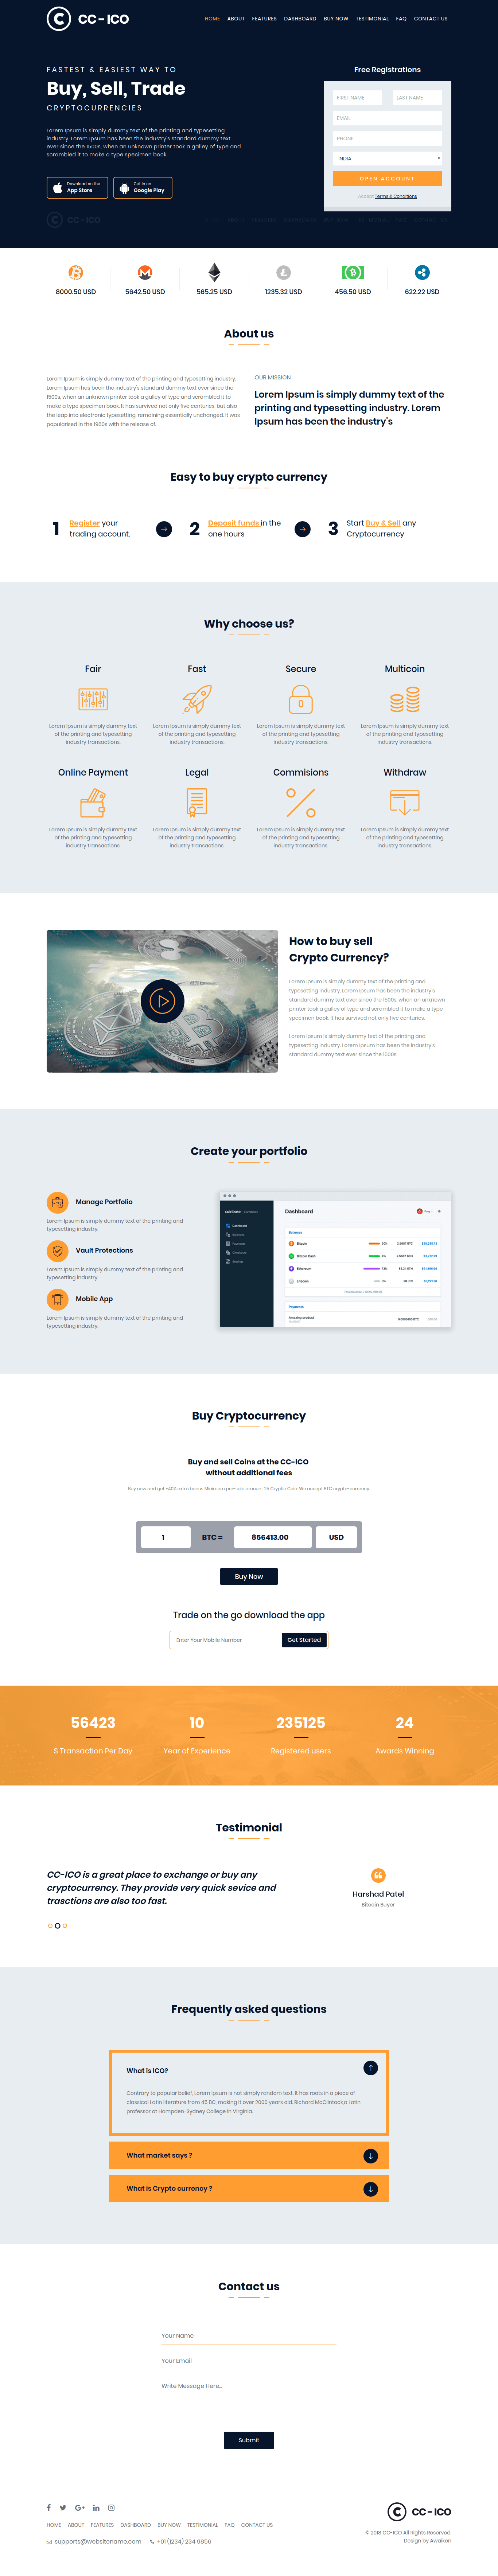 CC-ICO
HOME ABOUT FEATURES DASHBOARD BUY NOW TESTIMONIAL FAQ CONTACT US
FASTEST & EASIEST WAY TO
Buy, Sell, Trade
CRYPTOCURRENCIES
Lorem Ipsum is simply dummy text of the printing and typesetting
industry. Lorem Ipsum has been the industry's standard dummy text
ever since the 1500s, when an unknown printer took a galley of type and
scrambled it to make a type specimen book.
Download on the
App Store
Get in on
Google Play
Free Registrations
FIRST NAME LAST NAME
EMAIL
PHONE
INDIA
OPEN ACCOUNT
Accept Terms & Conditions
CC-ICO
8000.50 USD 5642.50 USD 565.25 USD 1235.32 USD 456.50 USD 622.22 USD
About us
Lorem Ipsum is simply dummy text of the printing and typesetting industry.
Lorem Ipsum has been the industry's standard dummy text ever since the
1500s, when an unknown printer took a galley of type and scrambled it to
make a type specimen book. It has survived not only five centuries, but also
the leap into electronic typesetting, remaining essentially unchanged. It was
popularised in the 1960s with the release of.
OUR MISSION
Lorem Ipsum is simply dummy text of the
printing and typesetting industry. Lorem
Ipsum has been the industry's
Easy to buy crypto currency
1 Register your
trading account.
2 Deposit funds in the
one hours
3 Start Buy & Sell any
Cryptocurrency
Why choose us?
Fair Fast Secure Multicoin
Lorem Ipsum is simply dummy text
of the printing and typesetting
industry transactions.
Lorem Ipsum is simply dummy text
of the printing and typesetting
industry transactions.
Lorem Ipsum is simply dummy text
of the printing and typesetting
industry transactions.
Lorem Ipsum is simply dummy text
of the printing and typesetting
industry transactions.
Online Payment Legal Commisions Withdraw
Lorem Ipsum is simply dummy text
of the printing and typesetting
industry transactions.
Lorem Ipsum is simply dummy text
of the printing and typesetting
industry transactions.
Lorem Ipsum is simply dummy text
of the printing and typesetting
industry transactions.
Lorem Ipsum is simply dummy text
of the printing and typesetting
industry transactions.
How to buy sell
Crypto Currency?
Lorem Ipsum is simply dummy text of the printing and
typesetting industry. Lorem Ipsum has been the industry's
standard dummy text ever since the 1500s, when an unknown
printer took a galley of type and scrambled it to make a type
specimen book. It has survived not only five centuries.
Lorem Ipsum is simply dummy text of the printing and
typesetting industry. Lorem Ipsum has been the industry's
standard dummy text ever since the 1500s
Create your portfolio
Manage Portfolio
Lorem Ipsum is simply dummy text of the printing and
typesetting industry.
Vault Protections
Lorem Ipsum is simply dummy text of the printing and
typesetting industry.
Mobile App
Lorem Ipsum is simply dummy text of the printing and
typesetting industry.
coinbase
Dashboard
Dashboard
Balances
Bitcoin
Bitcoin Cash
Ethereum
Litecoin
Payments
Amazing product
Settings
Buy Cryptocurrency
Buy and sell Coins at the CC-ICO
without additional fees
Buy now and get +40% extra bonus Minimum pre-sale amount 25 Cryptic Coin. We accept BTC crypto-currency.
1 BTC = 856413.00 USD
Buy Now
Trade on the go download the app
Enter Your Mobile Number Get Started
56423 10 235125 24
$ Transaction Per Day Year of Experience Registered users Awards Winning
Testimonial
CC-ICO is a great place to exchange or buy any
cryptocurrency. They provide very quick sevice and
trasctions are also too fast.
Harshad Patel
Bitcoin Buyer
Frequently asked questions
What is ICO?
Contrary to popular belief, Lorem Ipsum is not simply random text. It has roots in a piece of
classical Latin literature from 45 BC, making it over 2000 years old. Richard McClintock,a Latin
professor at Hampden-Sydney College in Virginia.
What market says ?
What is Crypto currency ?
Contact us
Your Name
Your Email
Write Message Here...
Submit
HOME ABOUT FEATURES DASHBOARD BUY NOW TESTIMONIAL FAQ CONTACT US
supports@websitename.com +01 (1234) 234 9856
CC-ICO
© 2018 CC-ICO All Rights Reserved.
Design by Awaiken